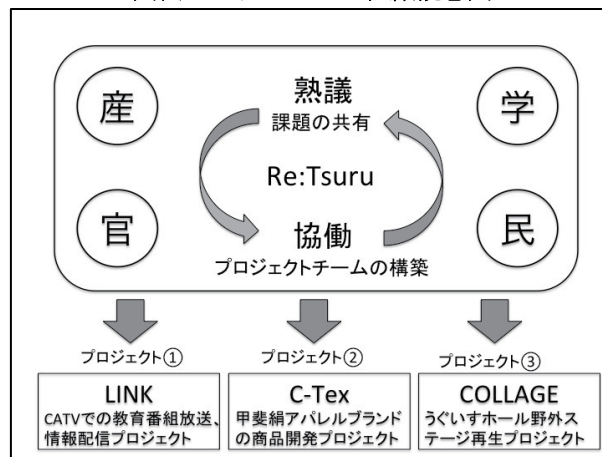 産
学
熟議
課題の共有
Re:Tsuru
官
民
協働
プロジェクトチームの構築
プロジェクト①
プロジェクト②
プロジェクト③
LINK
CATVでの教育番組放送、
情報配信プロジェクト
C-Tex
甲斐絹アパレルブランド
の商品開発プロジェクト
COLLAGE
うぐいすホール野外ス
テージ再生プロジェクト